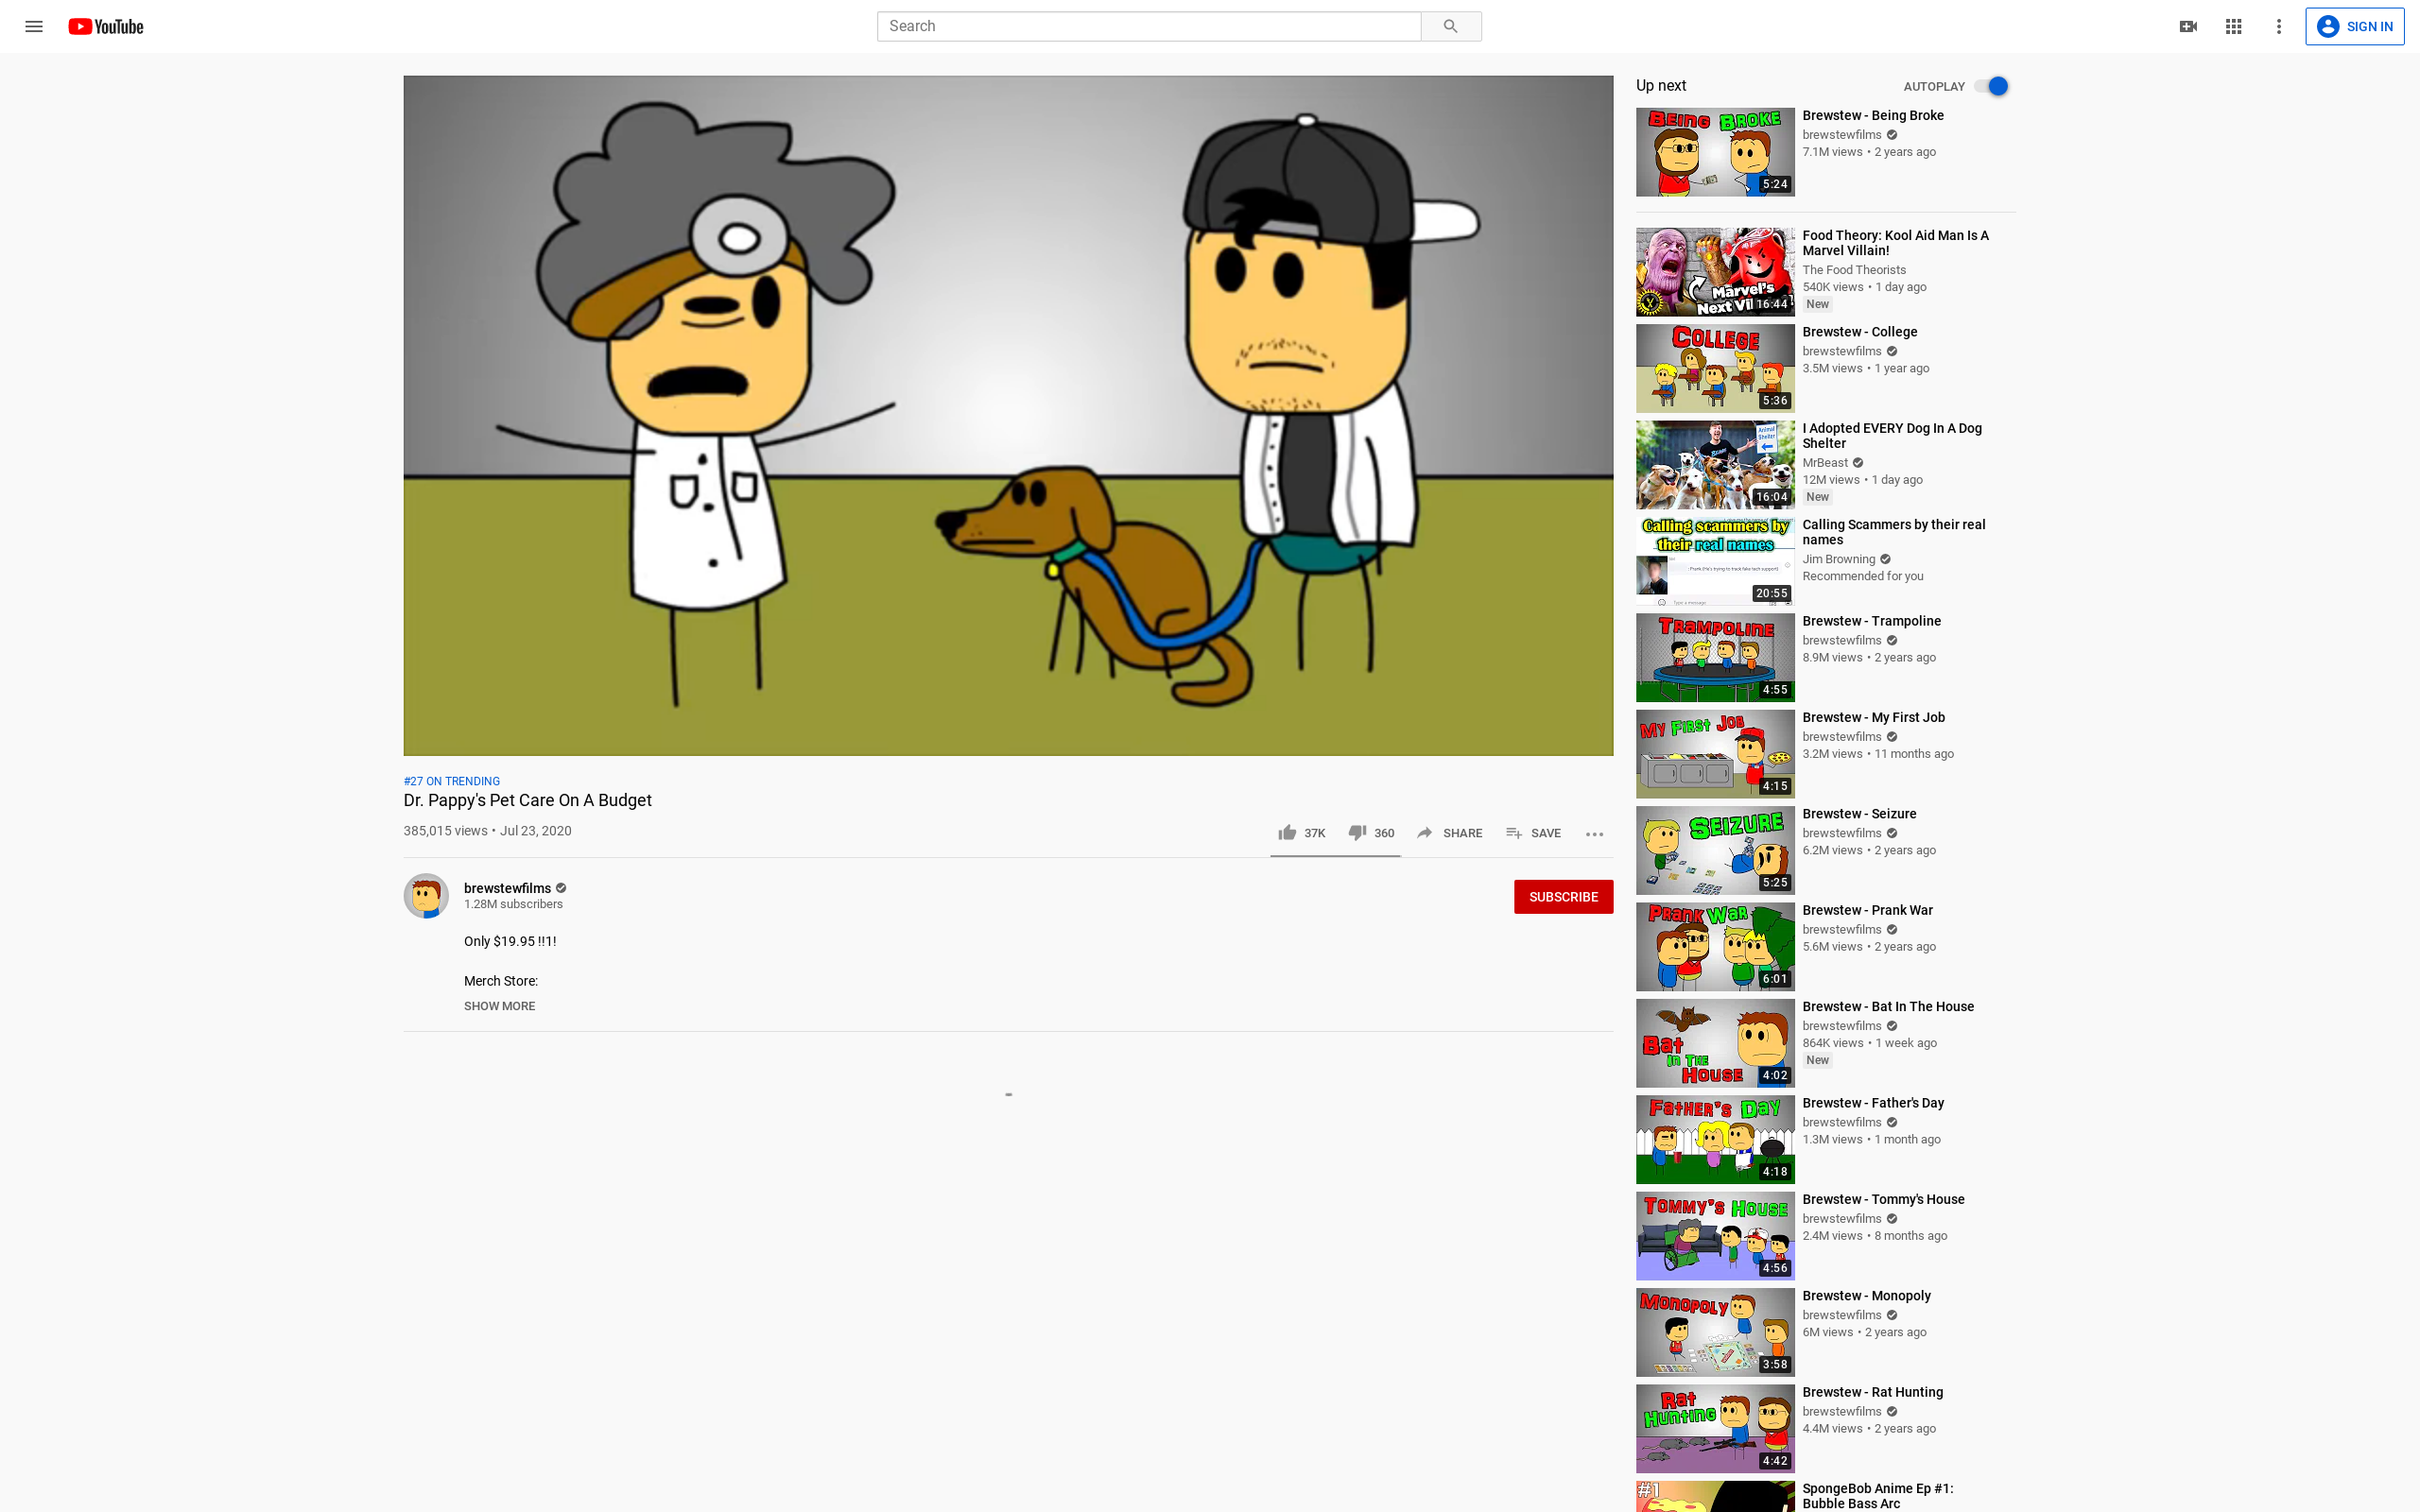 YouTube
Search
SIGN IN
#27 ON TRENDING
Dr. Pappy's Pet Care On A Budget
385,015 views • Jul 23, 2020
37K
360
SHARE
SAVE
brewstewfilms
1.28M subscribers
SUBSCRIBE
Only $19.95 !!1!
Merch Store:
SHOW MORE
Up next
AUTOPLAY
BEING BROKE
5:24
Brewstew - Being Broke
brewstewfilms
7.1M views • 2 years ago
MARVEL'S
16:44
Food Theory: Kool Aid Man Is A
Marvel Villain!
The Food Theorists
540K views • 1 day ago
New
COLLEGE
5:36
Brewstew - College
brewstewfilms
3.5M views • 1 year ago
Animal
Shelter
16:04
I Adopted EVERY Dog In A Dog
Shelter
MrBeast
12M views • 1 day ago
New
Calling scammers by
their real names
20:55
Calling Scammers by their real
names
Jim Browning
Recommended for you
TRAMPOLINE
4:55
Brewstew - Trampoline
brewstewfilms
8.9M views • 2 years ago
MY FIRST JOB
4:15
Brewstew - My First Job
brewstewfilms
3.2M views • 11 months ago
SEIZURE
5:25
Brewstew - Seizure
brewstewfilms
6.2M views • 2 years ago
PRANK WAR
6:01
Brewstew - Prank War
brewstewfilms
5.6M views • 2 years ago
BAT
IN THE
HOUSE
4:02
Brewstew - Bat In The House
brewstewfilms
864K views • 1 week ago
New
FATHER'S DAY
4:18
Brewstew - Father's Day
brewstewfilms
1.3M views • 1 month ago
TOMMY'S HOUSE
4:56
Brewstew - Tommy's House
brewstewfilms
2.4M views • 8 months ago
MONOPOLY
3:58
Brewstew - Monopoly
brewstewfilms
6M views • 2 years ago
RAT
HUNTING
4:42
Brewstew - Rat Hunting
brewstewfilms
4.4M views • 2 years ago
#1
SpongeBob Anime Ep #1:
Bubble Bass Arc